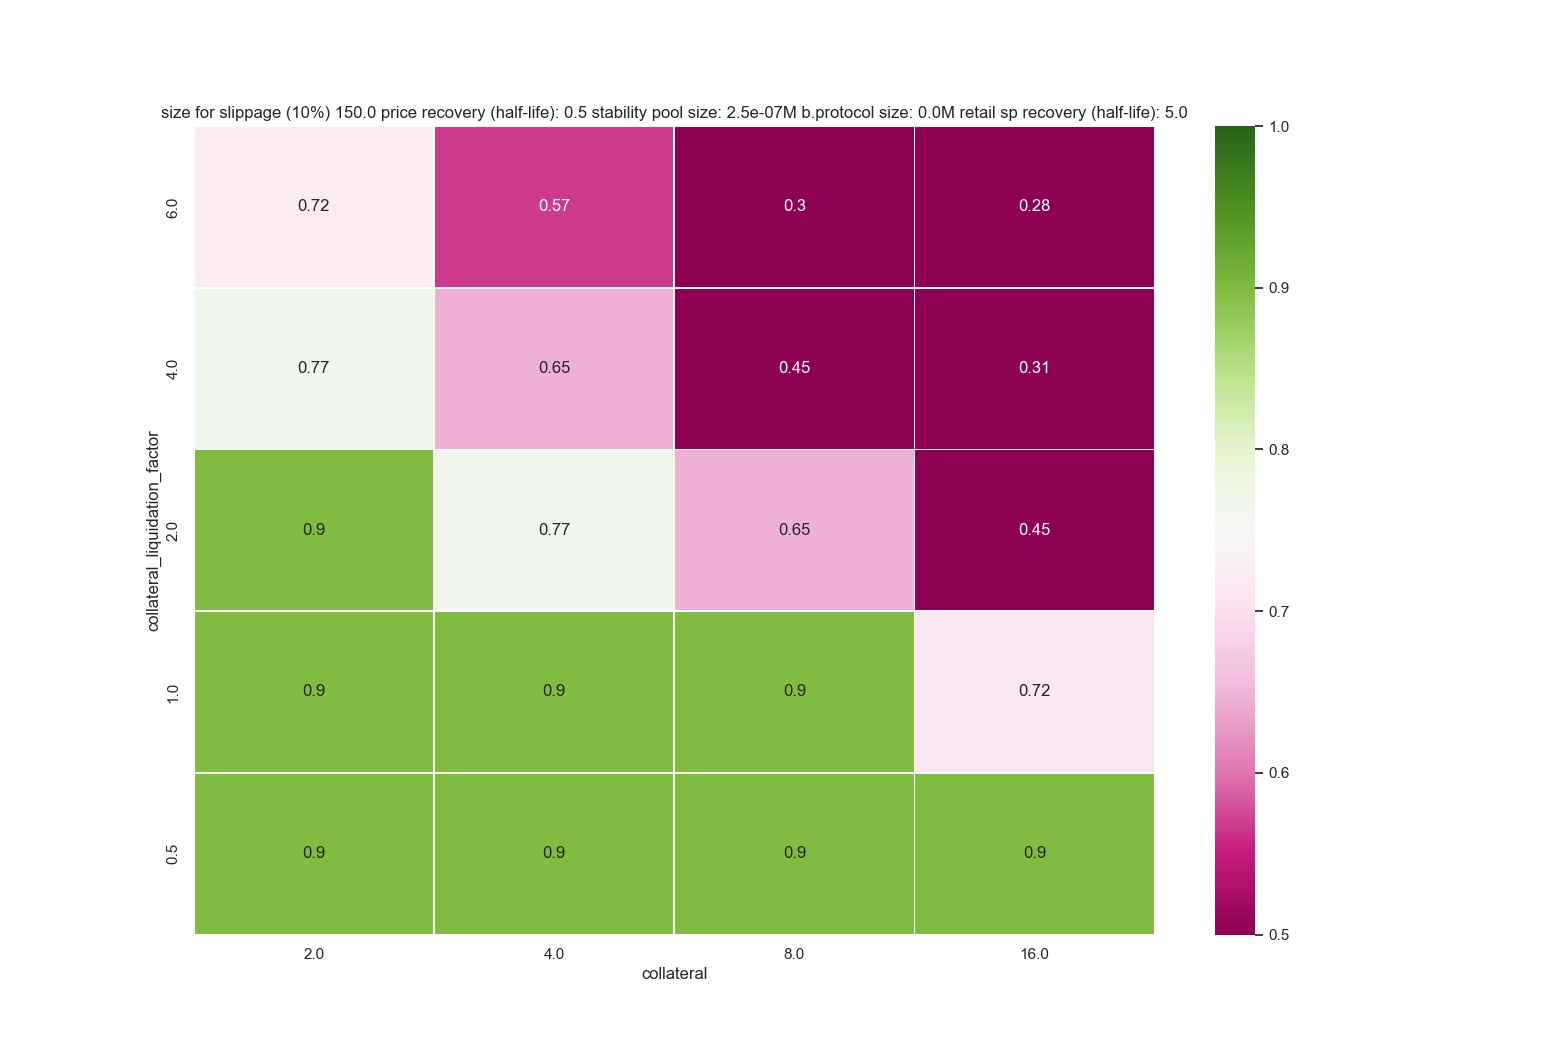 size for slippage (10%) 150.0 price recovery (half-life): 0.5 stability pool size: 2.5e-07M b.protocol size: 0.0M retail sp recovery (half-life): 5.0
collateral_liquidation_factor
6.0 0.72 0.57 0.3 0.28
4.0 0.77 0.65 0.45 0.31
2.0 0.9 0.77 0.65 0.45
1.0 0.9 0.9 0.9 0.72
0.5 0.9 0.9 0.9 0.9
2.0 4.0 8.0 16.0
collateral
1.0
0.9
0.8
0.7
0.6
0.5